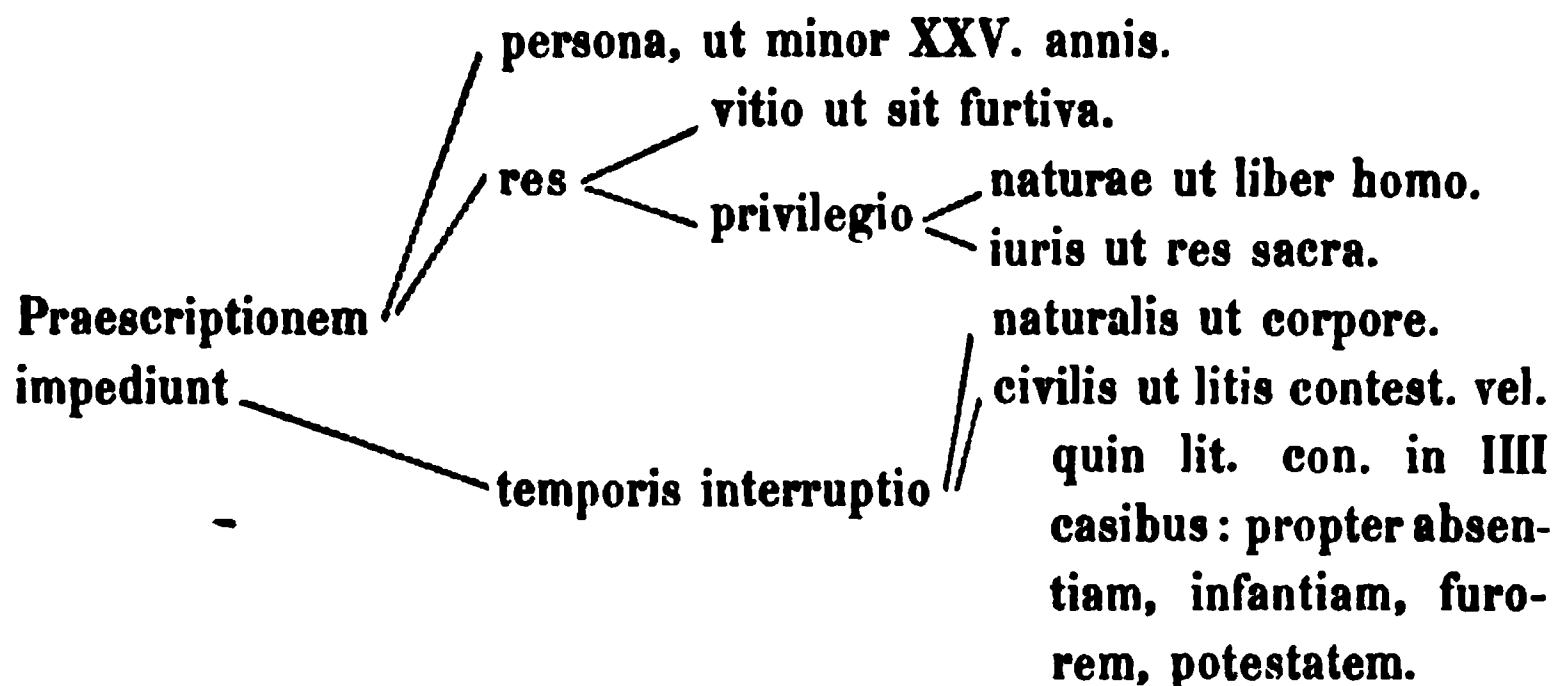 persona, ut minor XXV. annis.
vitio ut sit furtiva.
res
naturae ut liber homo.
privilegio
iuris ut res sacra.
Praescriptionem
impediunt
naturalis ut corpore.
civilis ut litis contest. vel.
quin lit. con. in IIII
casibus: propter absen-
tiam, infantiam, furo-
rem, potestatem.
temporis interruptio